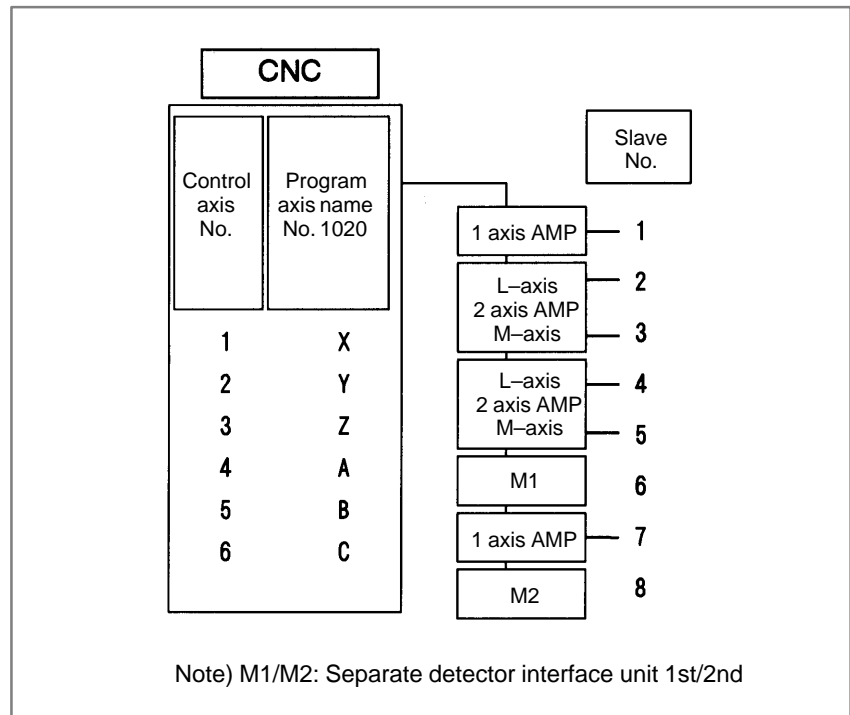 CNC
Control
axis
No.
Program
axis name
No. 1020
1 X
2 Y
3 Z
4 A
5 B
6 C
Slave
No.
1 axis AMP 1
L–axis 2
2 axis AMP
M–axis 3
L–axis 4
2 axis AMP
M–axis 5
M1 6
1 axis AMP 7
M2 8
Note) M1/M2: Separate detector interface unit 1st/2nd